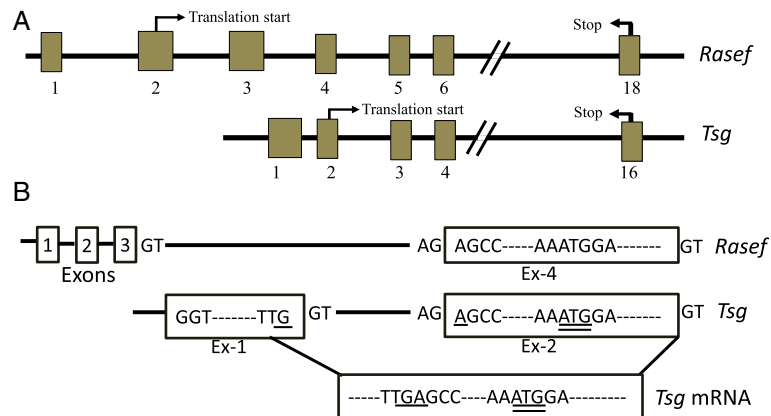 A
Translation start
Stop
Rasef
1 2 3 4 5 6 18
Translation start
Stop
Tsg
1 2 3 4 16
B
1 2 3 GT AG AGCC-----AAATGGA------- GT Rasef
Exons
Ex-4
GGT-------TTG GT AG AGCC-----AAATGGA------- GT Tsg
Ex-1 Ex-2
-----TTGAGCC----AAATGGA--------- Tsg mRNA